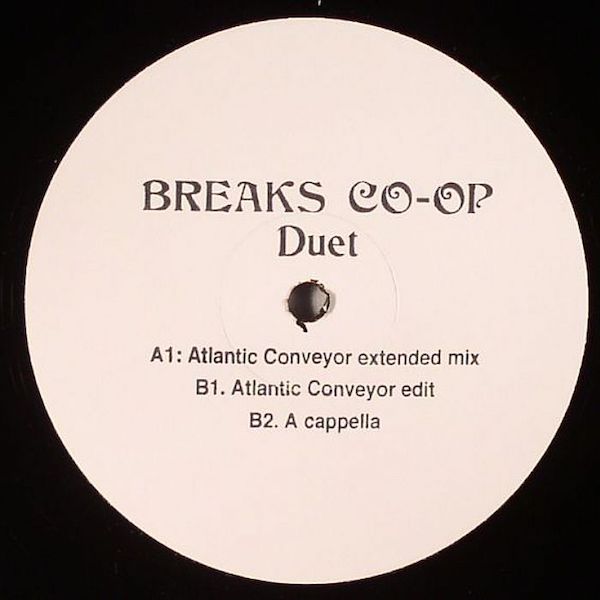 BREAKS CO-OP
Duet
A1: Atlantic Conveyor extended mix
B1. Atlantic Conveyor edit
B2. A cappella